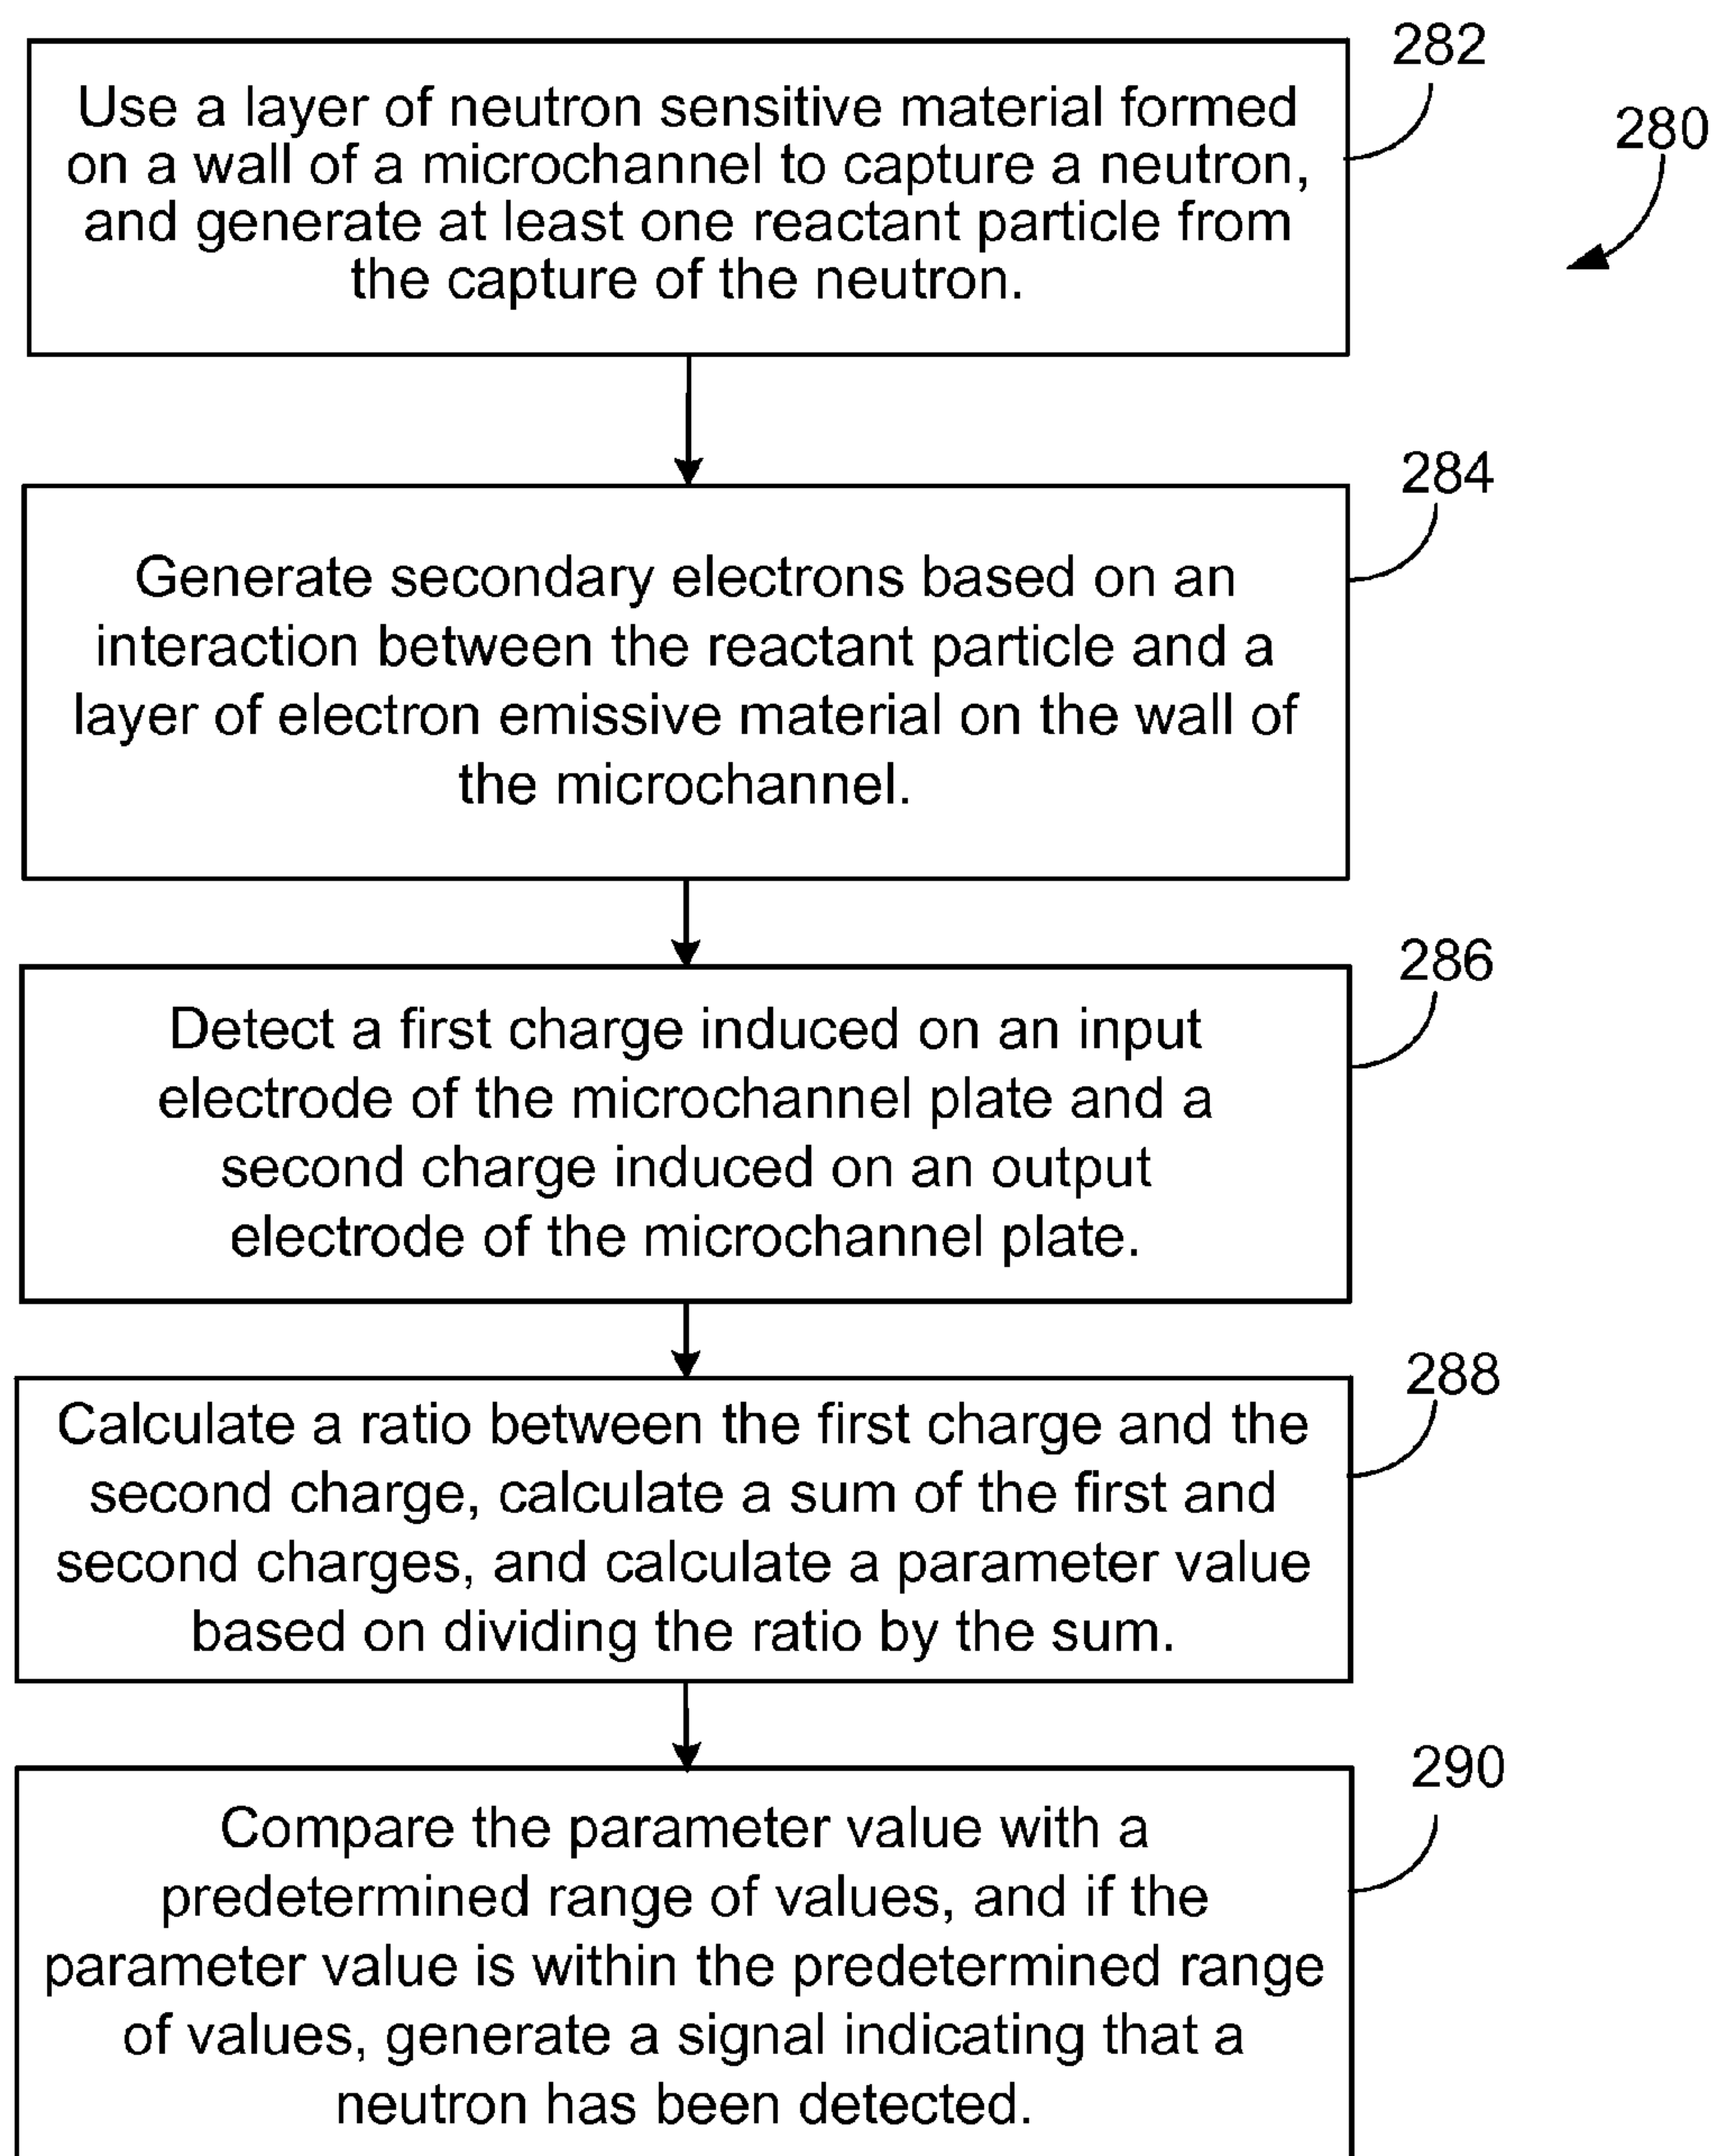 282
280
Use a layer of neutron sensitive material formed
on a wall of a microchannel to capture a neutron,
and generate at least one reactant particle from
the capture of the neutron.
284
Generate secondary electrons based on an
interaction between the reactant particle and a
layer of electron emissive material on the wall of
the microchannel.
286
Detect a first charge induced on an input
electrode of the microchannel plate and a
second charge induced on an output
electrode of the microchannel plate.
288
Calculate a ratio between the first charge and the
second charge, calculate a sum of the first and
second charges, and calculate a parameter value
based on dividing the ratio by the sum.
290
Compare the parameter value with a
predetermined range of values, and if the
parameter value is within the predetermined range
of values, generate a signal indicating that a
neutron has been detected.